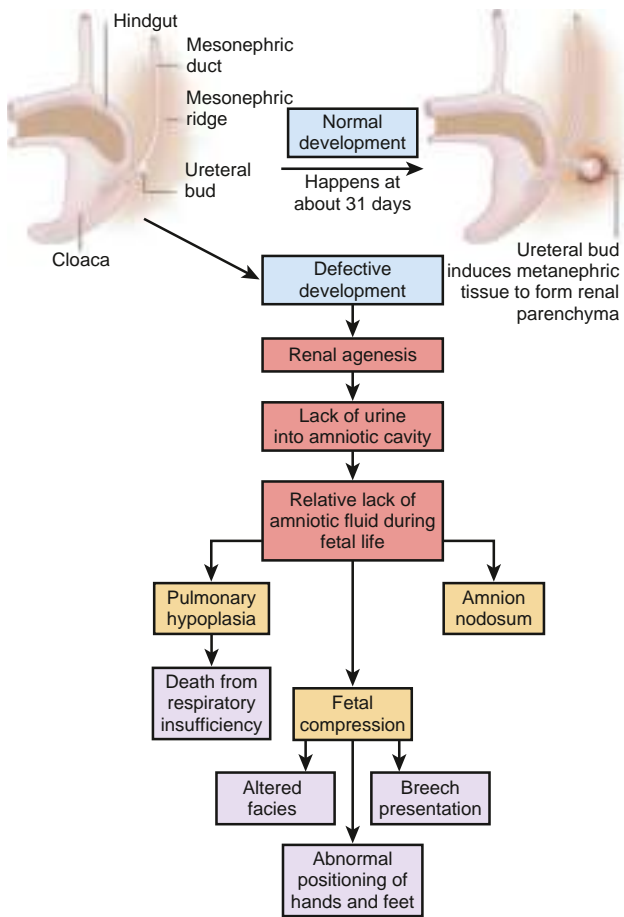 Hindgut
Mesonephric
duct
Mesonephric
ridge
Ureteral
bud
Cloaca
Normal
development
Happens at
about 31 days
Ureteral bud
induces metanephric
tissue to form renal
parenchyma
Defective
development
Renal agenesis
Lack of urine
into amniotic cavity
Relative lack of
amniotic fluid during
fetal life
Pulmonary
hypoplasia
Amnion
nodosum
Death from
respiratory
insufficiency
Fetal
compression
Altered
facies
Breech
presentation
Abnormal
positioning of
hands and feet